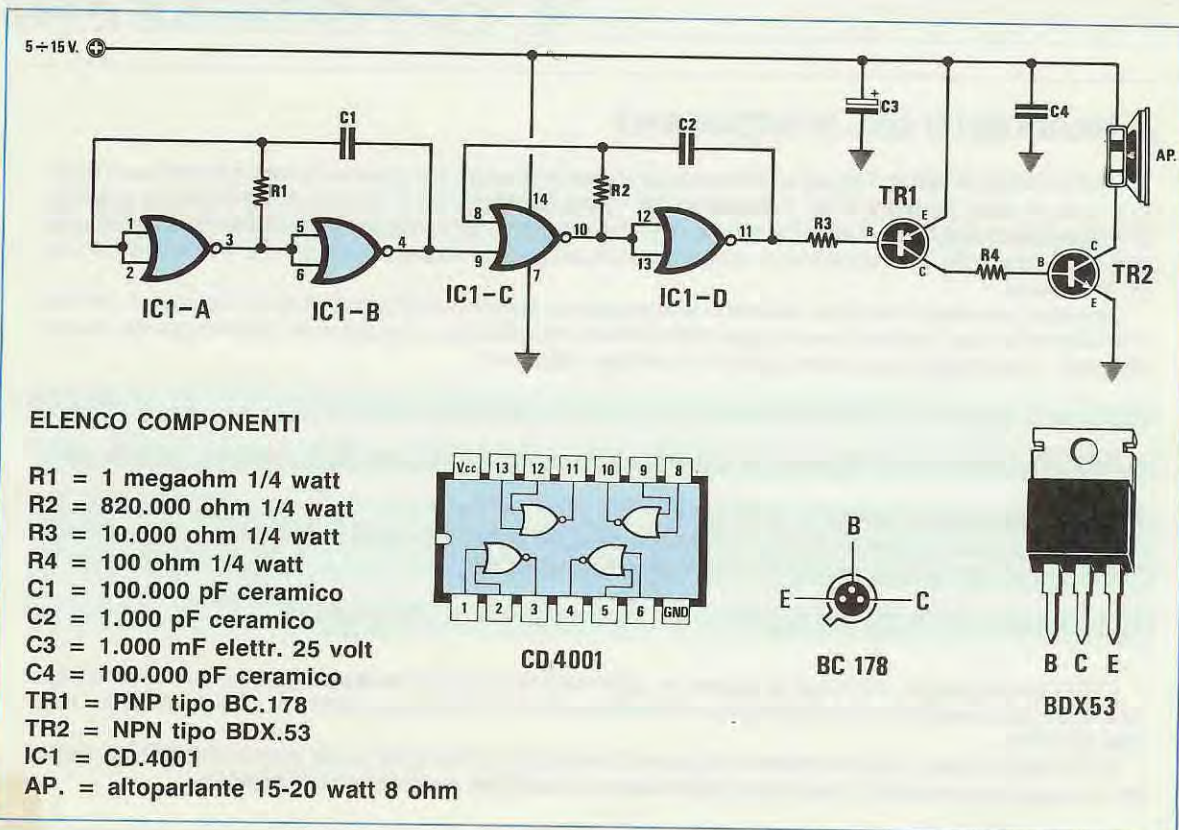 5÷15 V.
C1
C2
C3
+
C4
AP.
R1
R2
TR1
E
B
C
R3
R4
TR2
C
B
E
1
2
3
5
6
4
8
9
14
10
7
12
13
11
IC1-A
IC1-B
IC1-C
IC1-D
ELENCO COMPONENTI
R1 = 1 megaohm 1/4 watt
R2 = 820.000 ohm 1/4 watt
R3 = 10.000 ohm 1/4 watt
R4 = 100 ohm 1/4 watt
C1 = 100.000 pF ceramico
C2 = 1.000 pF ceramico
C3 = 1.000 mF elettr. 25 volt
C4 = 100.000 pF ceramico
TR1 = PNP tipo BC.178
TR2 = NPN tipo BDX.53
IC1 = CD.4001
AP. = altoparlante 15-20 watt 8 ohm
Vcc 13 12 11 10 9 8
1 2 3 4 5 6 GND
CD 4001
B
E C
BC 178
B C E
BDX53